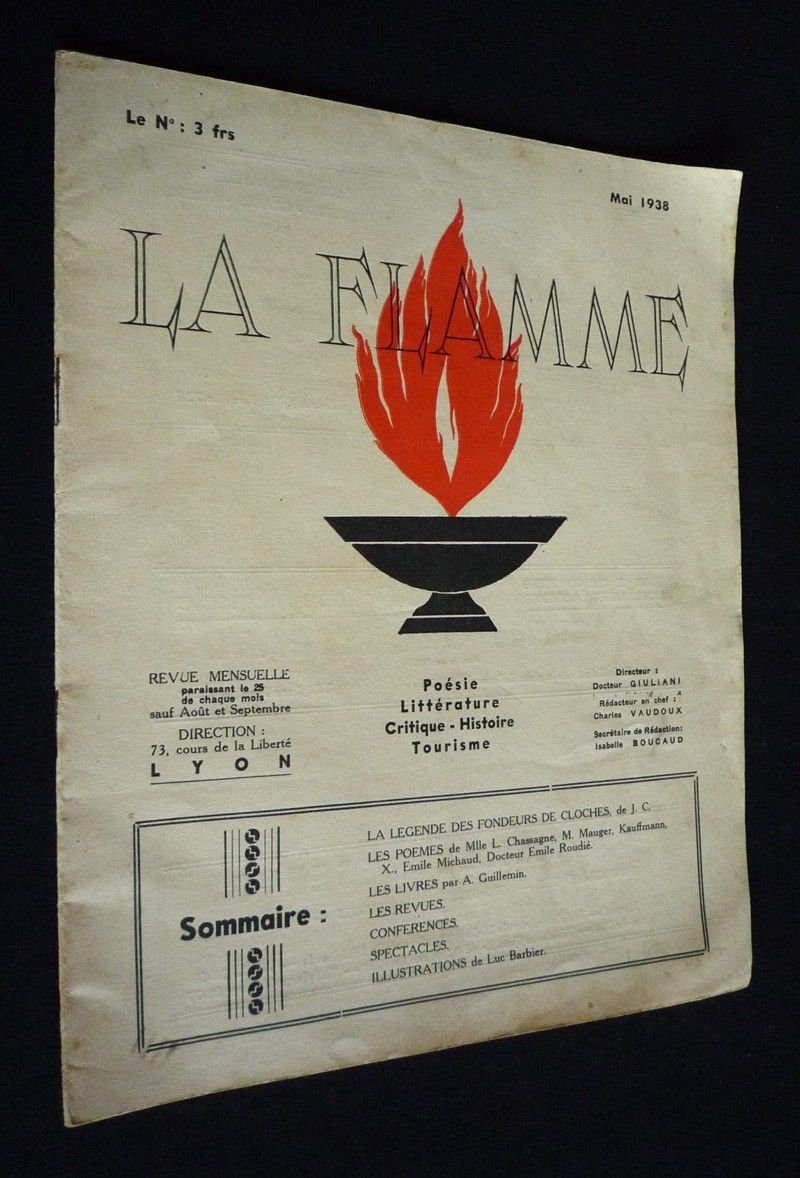 Le N° : 3 frs
Mai 1938
LA FLAMME
REVUE MENSUELLE
paraissant le 25
de chaque mois
sauf Août et Septembre
DIRECTION :
73, cours de la Liberté
LYON
Poésie
Littérature
Critique - Histoire
Tourisme
Directeur :
Docteur GIULIANI
Rédacteur en chef :
Charles VAUDOUX
Secrétaire de Rédaction:
Isabelle BOUCAUD
Sommaire :
LA LEGENDE DES FONDEURS DE CLOCHES, de J. C.
LES POEMES de Mlle L. Chassagne, M. Mauger, Kauffmann,
X., Emile Michaud, Docteur Emile Roudié.
LES LIVRES par A. Guillemin.
LES REVUES.
CONFERENCES.
SPECTACLES.
ILLUSTRATIONS de Luc Barbier.